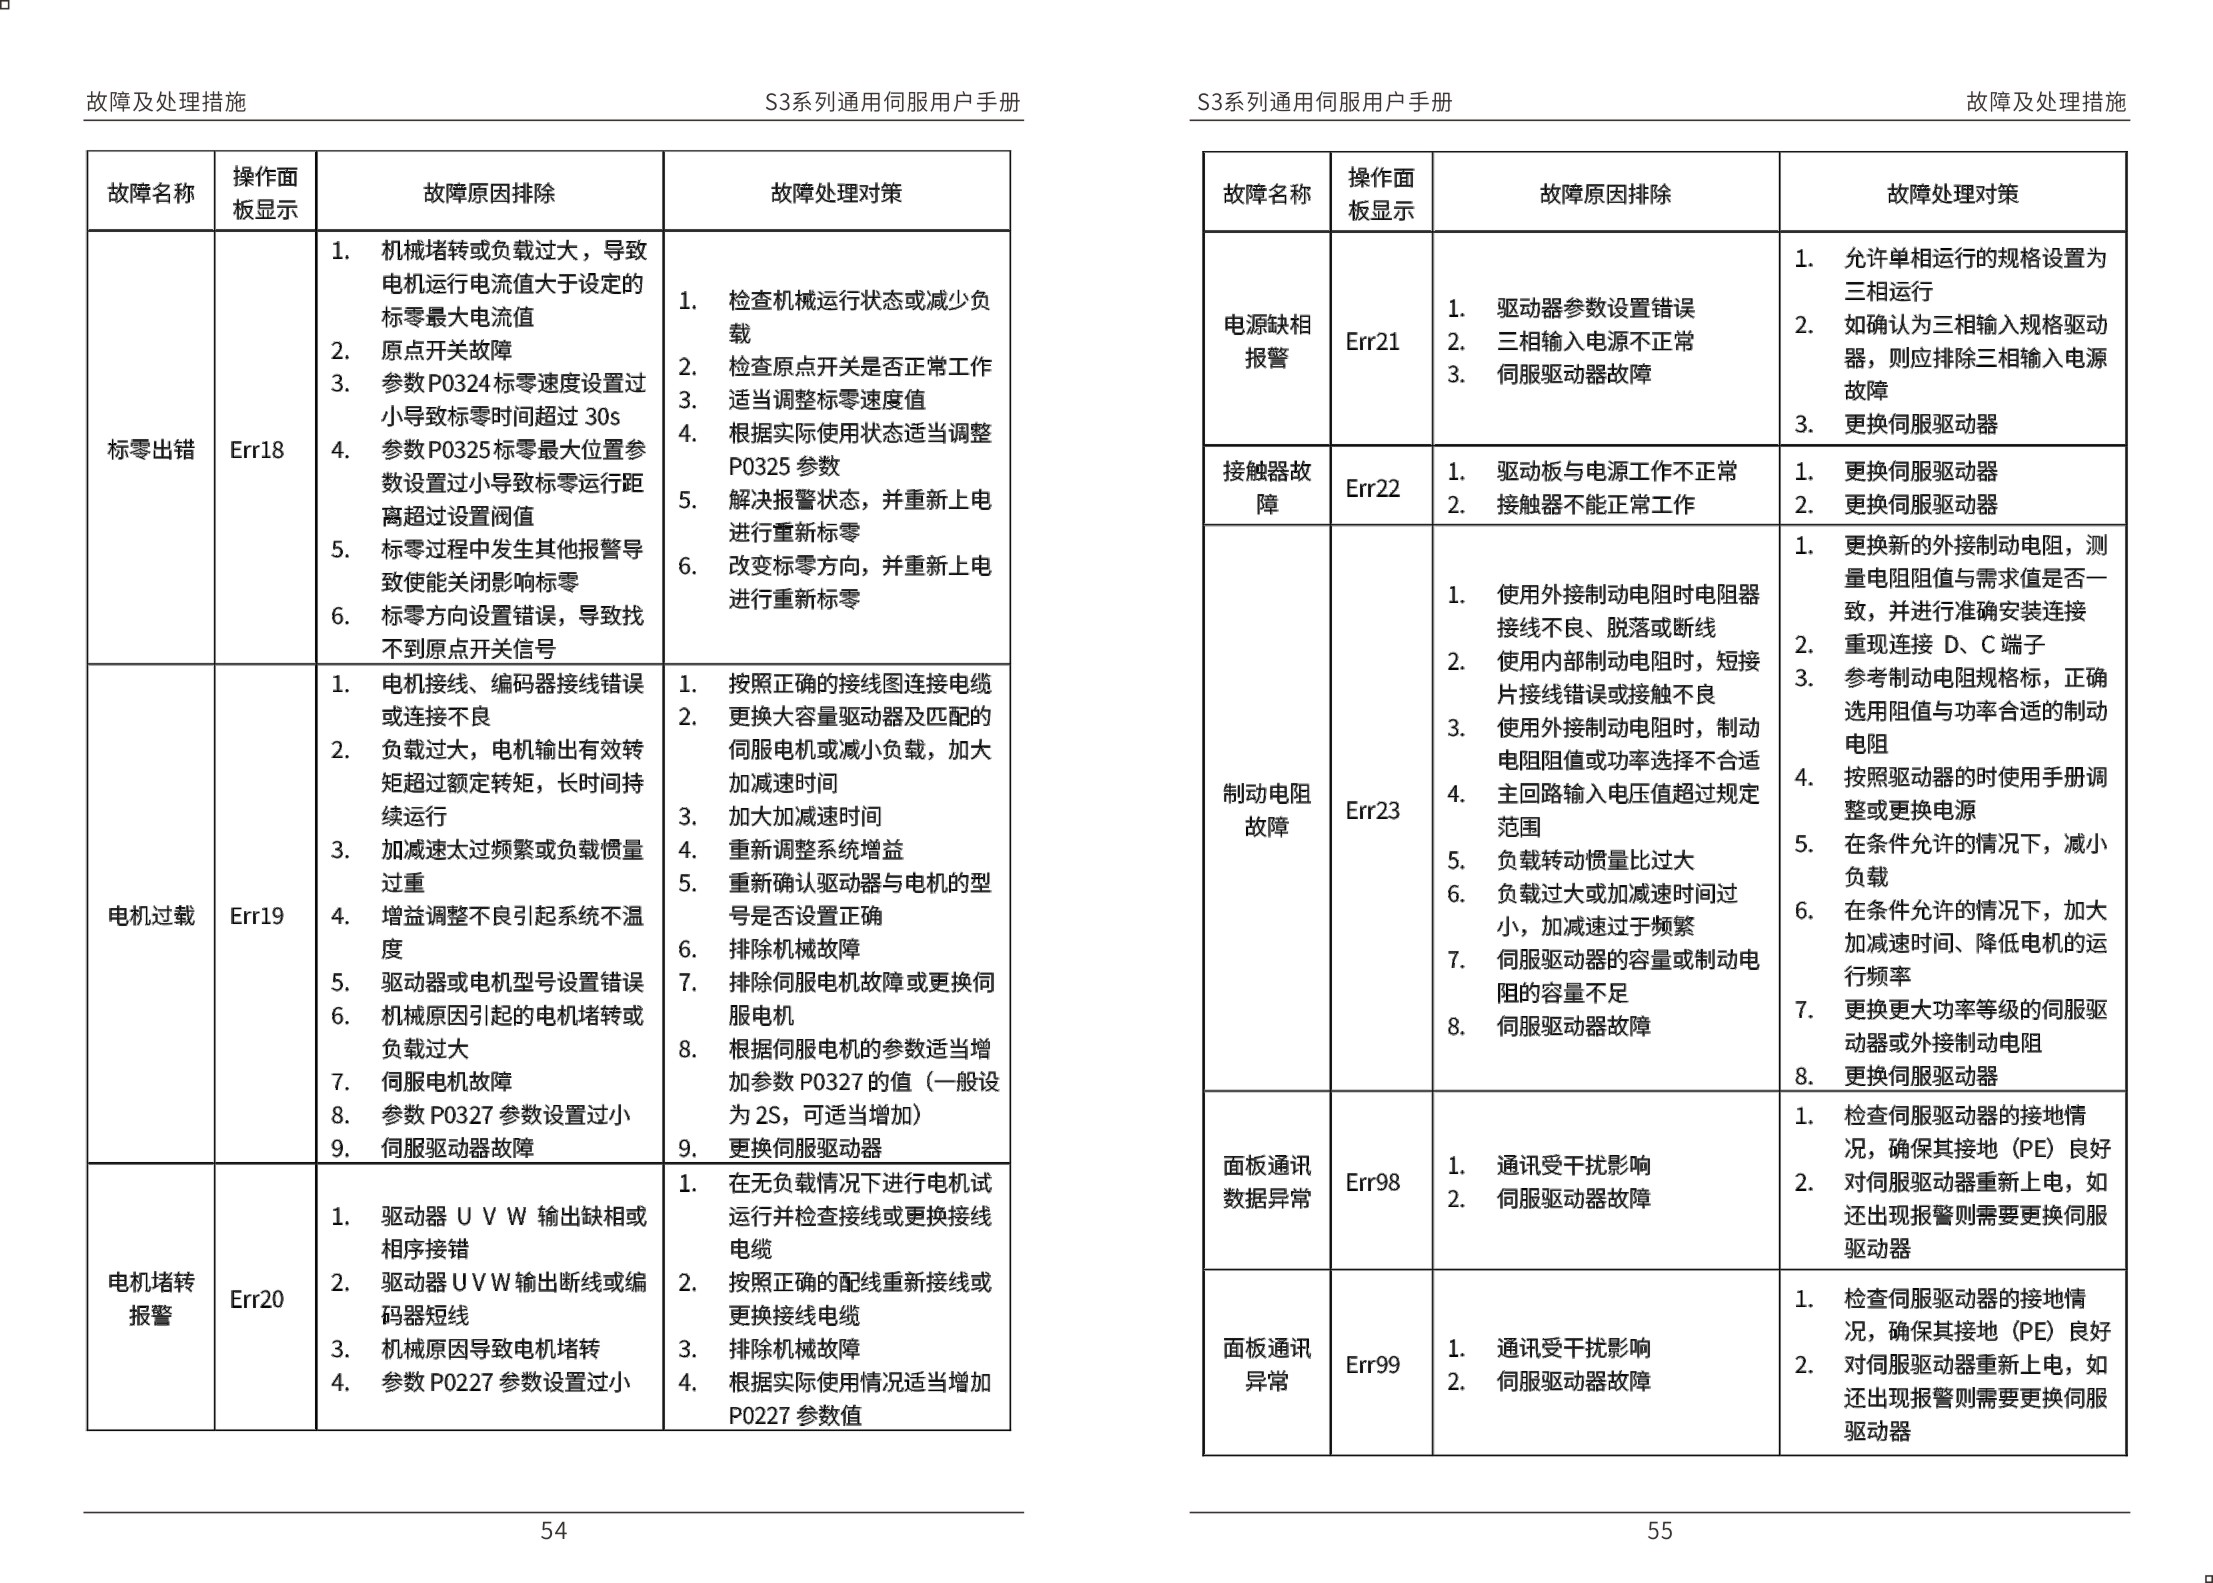 故障及处理措施 S3系列通用伺服用户手册
故障名称 操作面板显示 故障原因排除 故障处理对策
标零出错
Err18
1. 机械堵转或负载过大，导致
电机运行电流值大于设定的
标零最大电流值
2. 原点开关故障
3. 参数P0324标零速度设置过
小导致标零时间超过 30s
4. 参数P0325标零最大位置参
数设置过小导致标零运行距
离超过设置阀值
5. 标零过程中发生其他报警导
致使能关闭影响标零
6. 标零方向设置错误，导致找
不到原点开关信号
1. 检查机械运行状态或减少负
载
2. 检查原点开关是否正常工作
3. 适当调整标零速度值
4. 根据实际使用状态适当调整
P0325 参数
5. 解决报警状态，并重新上电
进行重新标零
6. 改变标零方向，并重新上电
进行重新标零
电机过载
Err19
1. 电机接线、编码器接线错误
或连接不良
2. 负载过大，电机输出有效转
矩超过额定转矩，长时间持
续运行
3. 加减速太过频繁或负载惯量
过重
4. 增益调整不良引起系统不温
度
5. 驱动器或电机型号设置错误
6. 机械原因引起的电机堵转或
负载过大
7. 伺服电机故障
8. 参数 P0327 参数设置过小
9. 伺服驱动器故障
1. 按照正确的接线图连接电缆
2. 更换大容量驱动器及匹配的
伺服电机或减小负载，加大
加减速时间
3. 加大加减速时间
4. 重新调整系统增益
5. 重新确认驱动器与电机的型
号是否设置正确
6. 排除机械故障
7. 排除伺服电机故障或更换伺
服电机
8. 根据伺服电机的参数适当增
加参数 P0327 的值（一般设
为 2S，可适当增加）
9. 更换伺服驱动器
电机堵转
报警
Err20
1. 驱动器 U V W 输出缺相或
相序接错
2. 驱动器UVW输出断线或编
码器短线
3. 机械原因导致电机堵转
4. 参数 P0227 参数设置过小
1. 在无负载情况下进行电机试
运行并检查接线或更换接线
电缆
2. 按照正确的配线重新接线或
更换接线电缆
3. 排除机械故障
4. 根据实际使用情况适当增加
P0227 参数值
54
S3系列通用伺服用户手册 故障及处理措施
故障名称 操作面板显示 故障原因排除 故障处理对策
电源缺相
报警
Err21
1. 驱动器参数设置错误
2. 三相输入电源不正常
3. 伺服驱动器故障
1. 允许单相运行的规格设置为
三相运行
2. 如确认为三相输入规格驱动
器，则应排除三相输入电源
故障
3. 更换伺服驱动器
接触器故
障
Err22
1. 驱动板与电源工作不正常
2. 接触器不能正常工作
1. 更换伺服驱动器
2. 更换伺服驱动器
制动电阻
故障
Err23
1. 使用外接制动电阻时电阻器
接线不良、脱落或断线
2. 使用内部制动电阻时，短接
片接线错误或接触不良
3. 使用外接制动电阻时，制动
电阻阻值或功率选择不合适
4. 主回路输入电压值超过规定
范围
5. 负载转动惯量比过大
6. 负载过大或加减速时间过
小，加减速过于频繁
7. 伺服驱动器的容量或制动电
阻的容量不足
8. 伺服驱动器故障
1. 更换新的外接制动电阻，测
量电阻阻值与需求值是否一
致，并进行准确安装连接
2. 重现连接 D、C 端子
3. 参考制动电阻规格标，正确
选用阻值与功率合适的制动
电阻
4. 按照驱动器的时使用手册调
整或更换电源
5. 在条件允许的情况下，减小
负载
6. 在条件允许的情况下，加大
加减速时间、降低电机的运
行频率
7. 更换更大功率等级的伺服驱
动器或外接制动电阻
8. 更换伺服驱动器
面板通讯
数据异常
Err98
1. 通讯受干扰影响
2. 伺服驱动器故障
1. 检查伺服驱动器的接地情
况，确保其接地（PE）良好
2. 对伺服驱动器重新上电，如
还出现报警则需要更换伺服
驱动器
面板通讯
异常
Err99
1. 通讯受干扰影响
2. 伺服驱动器故障
1. 检查伺服驱动器的接地情
况，确保其接地（PE）良好
2. 对伺服驱动器重新上电，如
还出现报警则需要更换伺服
驱动器
55